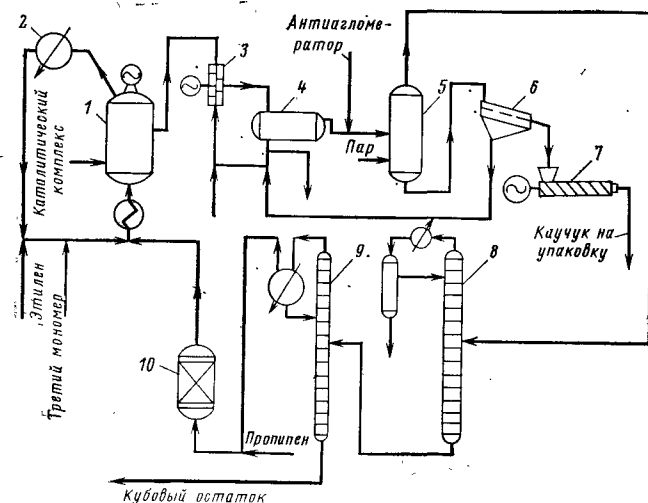 Антиагломе-
ратор
2
3
1
4
5
6
Каталитический
комплекс
Пар
7
Каучук на
упаковку
9
8
Этилен
Третий мономер
10
Пропилен
Кубовый остаток